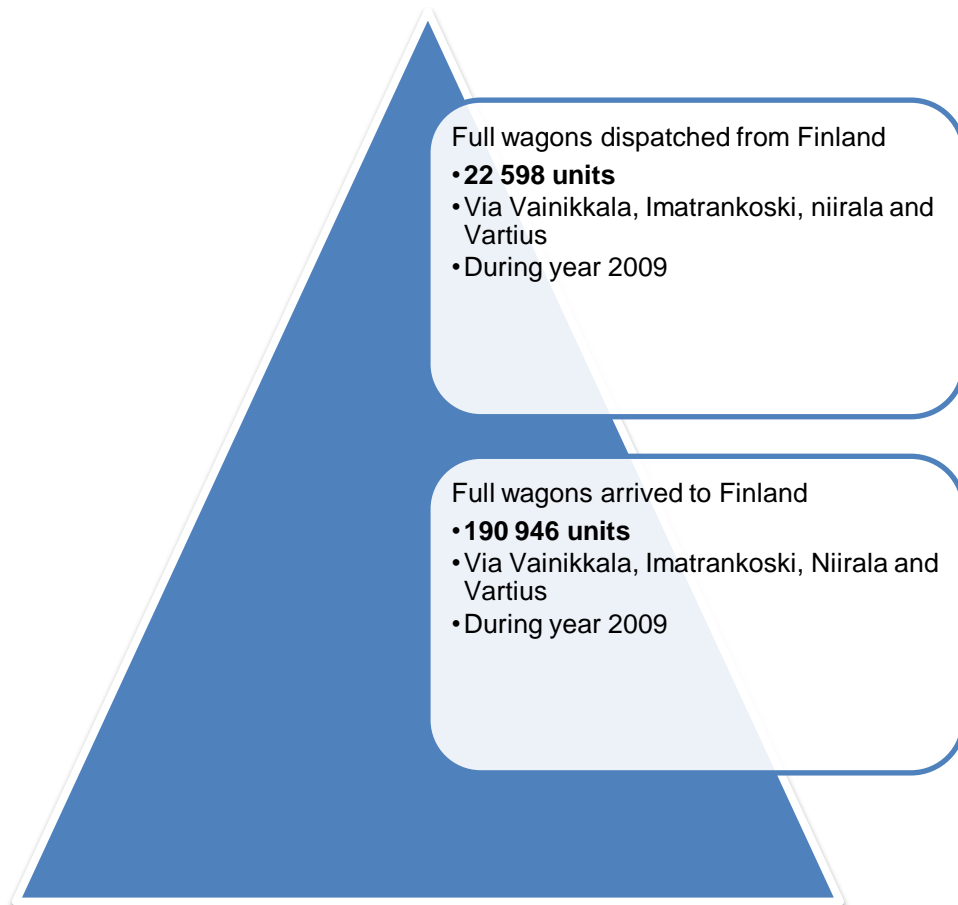 Full wagons dispatched from Finland
•22 598 units
•Via Vainikkala, Imatrankoski, niirala and
Vartius
•During year 2009
Full wagons arrived to Finland
•190 946 units
•Via Vainikkala, Imatrankoski, Niirala and
Vartius
•During year 2009